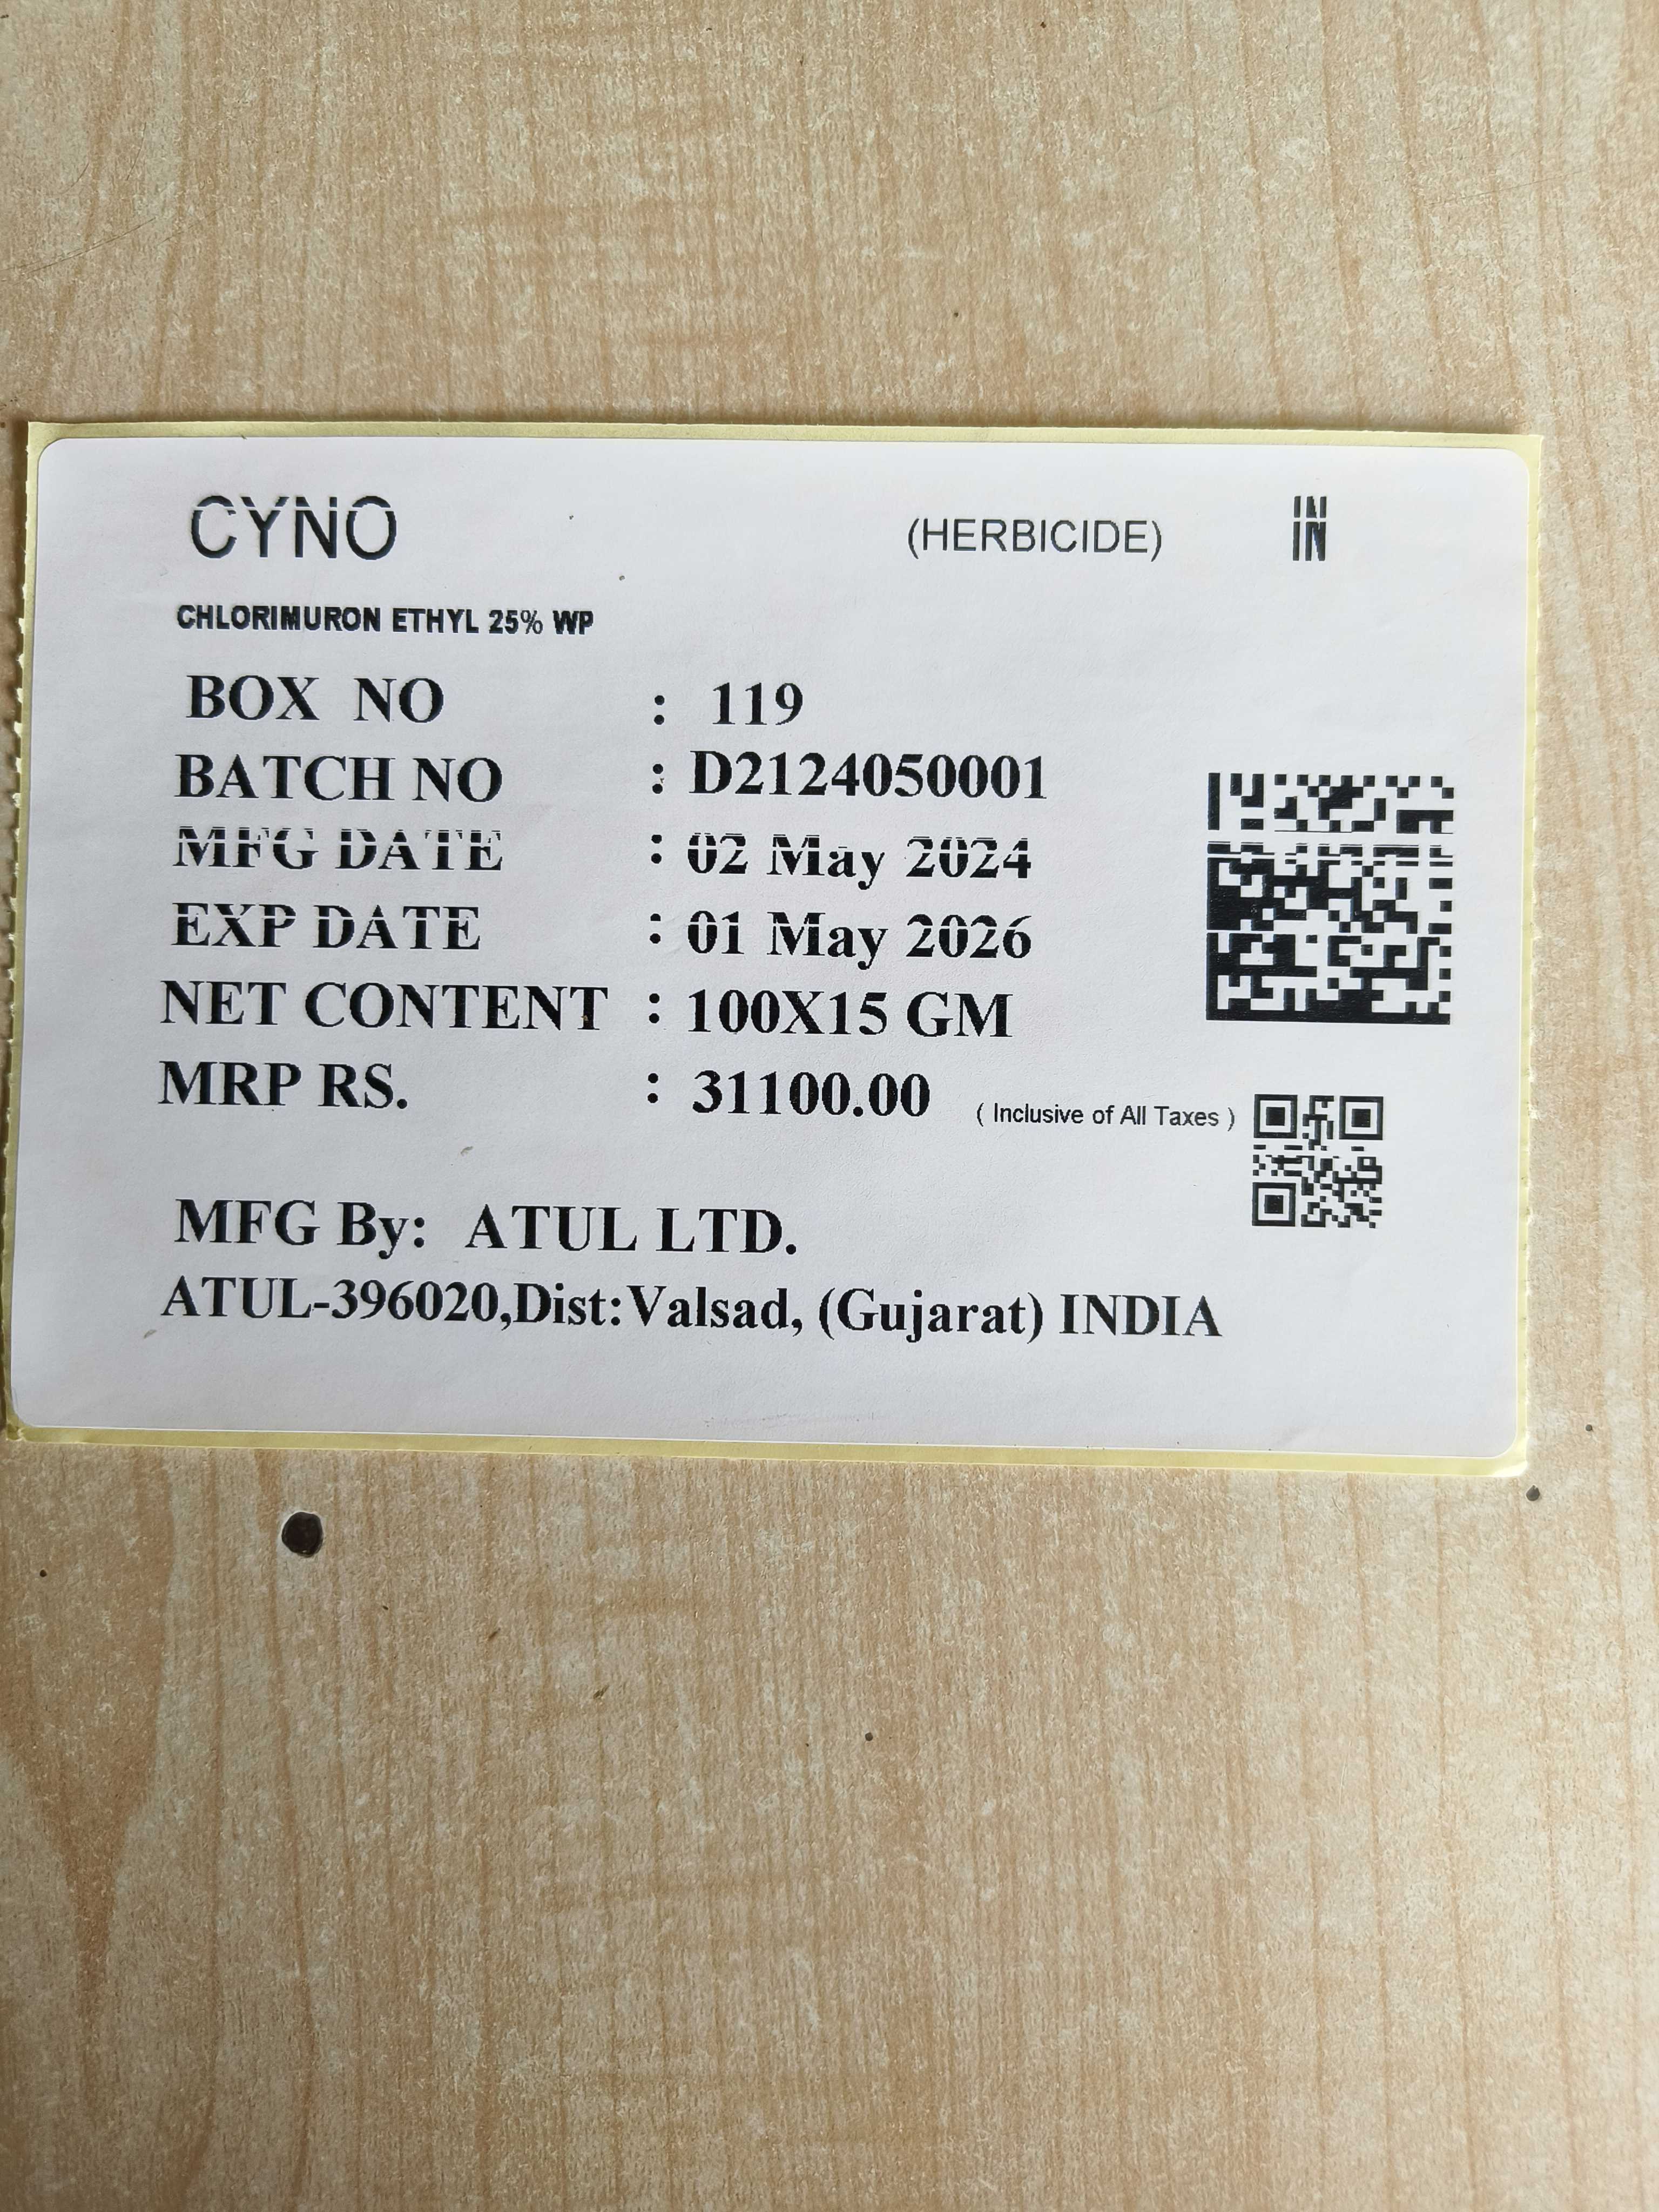 CYNO (HERBICIDE) IN
CHLORIMURON ETHYL 25% WP
BOX NO : 119
BATCH NO : D2124050001
MFG DATE : 02 May 2024
EXP DATE : 01 May 2026
NET CONTENT : 100X15 GM
MRP RS. : 31100.00 ( Inclusive of All Taxes )
MFG By: ATUL LTD.
ATUL-396020,Dist:Valsad, (Gujarat) INDIA